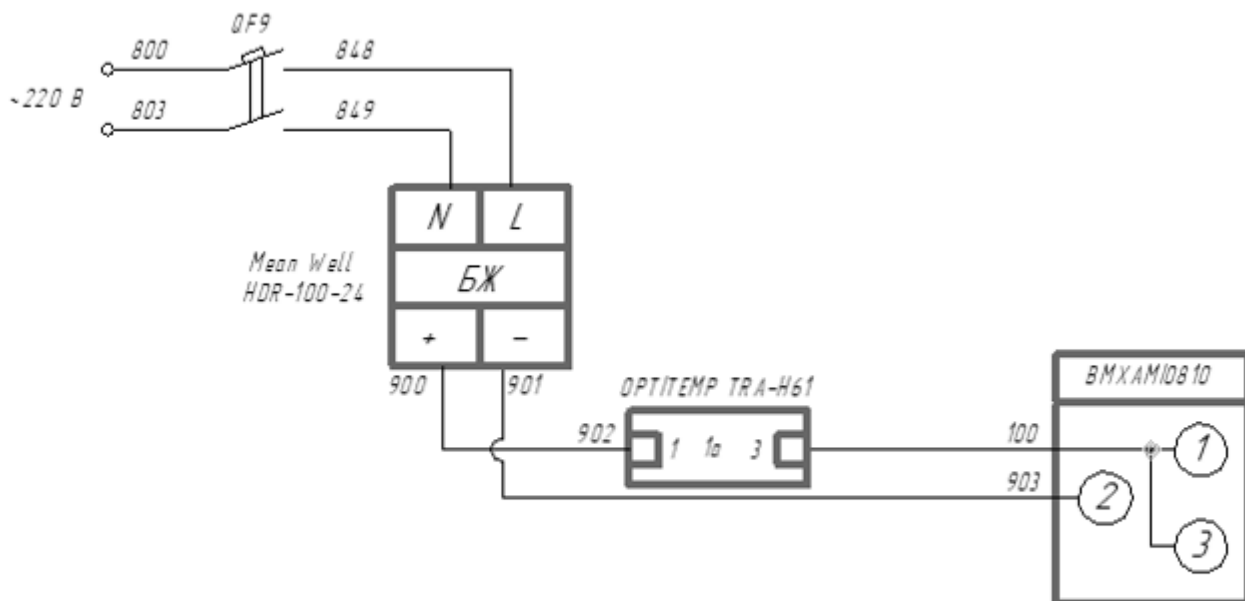 QF9
800
848
~220 В
803
849
N
L
Mean Well
HDR-100-24
БЖ
+
-
900
901
OPTITEMP TRA-H61
BMXAMI0810
902
1
1a
3
100
1
903
2
3